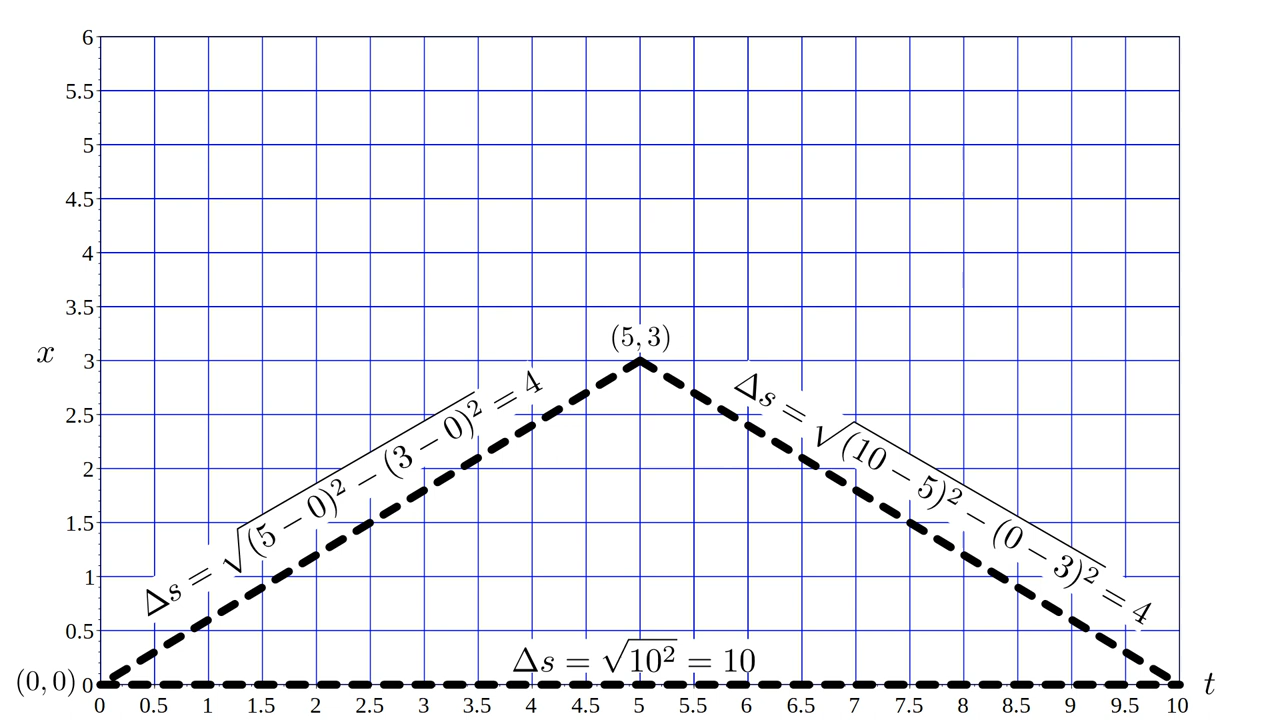 6
5.5
5
4.5
4
3.5
x
3
2.5
2
1.5
1
0.5
0
(0, 0)
(5, 3)
Δs = √(5 − 0)² − (3 − 0)² = 4
Δs = √(10 − 5)² − (0 − 3)² = 4
Δs = √10² = 10
0 0.5 1 1.5 2 2.5 3 3.5 4 4.5 5 5.5 6 6.5 7 7.5 8 8.5 9 9.5 10
t